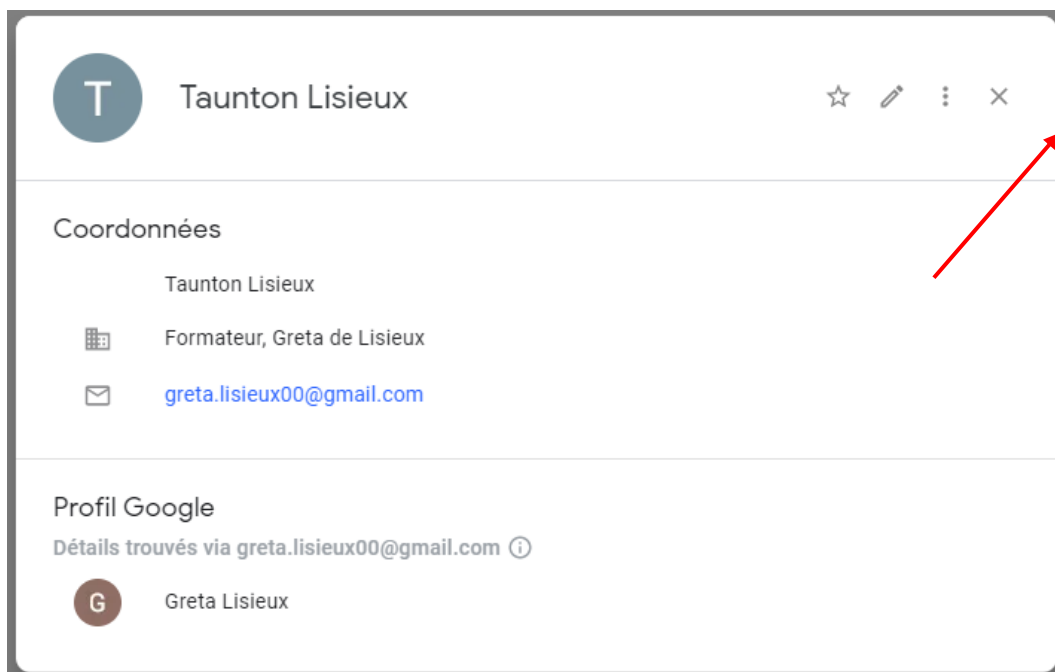 T
Taunton Lisieux
Coordonnées
Taunton Lisieux
Formateur, Greta de Lisieux
greta.lisieux00@gmail.com
Profil Google
Détails trouvés via greta.lisieux00@gmail.com
G
Greta Lisieux